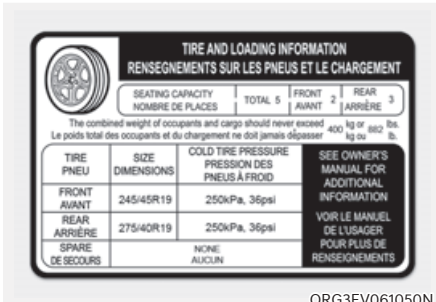 TIRE AND LOADING INFORMATION
RENSEGNEMENTS SUR LES PNEUS ET LE CHARGEMENT
SEATING CAPACITY
NOMBRE DE PLACES
TOTAL 5
FRONT
AVANT
2
REAR
ARRIÈRE
3
The combined weight of occupants and cargo should never exceed
Le poids total des occupants et du chargement ne doit jamais dépasser
400 kg or 882 lbs.
kg ou lb.
TIRE
PNEU
SIZE
DIMENSIONS
COLD TIRE PRESSURE
PRESSION DES
PNEUS À FROID
FRONT
AVANT
245/45R19
250kPa, 36psi
REAR
ARRIÈRE
275/40R19
250kPa, 36psi
SPARE
DE SECOURS
NONE
AUCUN
SEE OWNER'S
MANUAL FOR
ADDITIONAL
INFORMATION
VOIR LE MANUEL
DE L'USAGER
POUR PLUS DE
RENSEIGNEMENTS
ORG3EV061050N